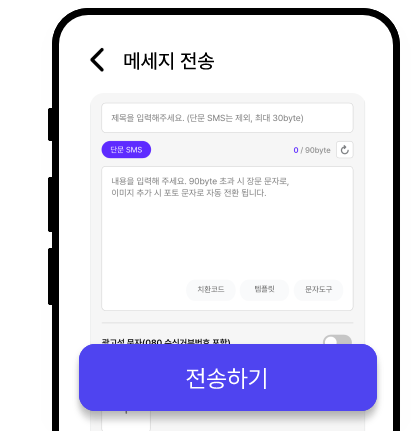 메세지 전송
제목을 입력해주세요. (단문 SMS는 제외, 최대 30byte)
단문 SMS
0 / 90byte
내용을 입력해 주세요. 90byte 초과 시 장문 문자로,
이미지 추가 시 포토 문자로 자동 전환 됩니다.
치환코드
템플릿
문자도구
광고성 문자(080 수신거부번호 포함)
전송하기